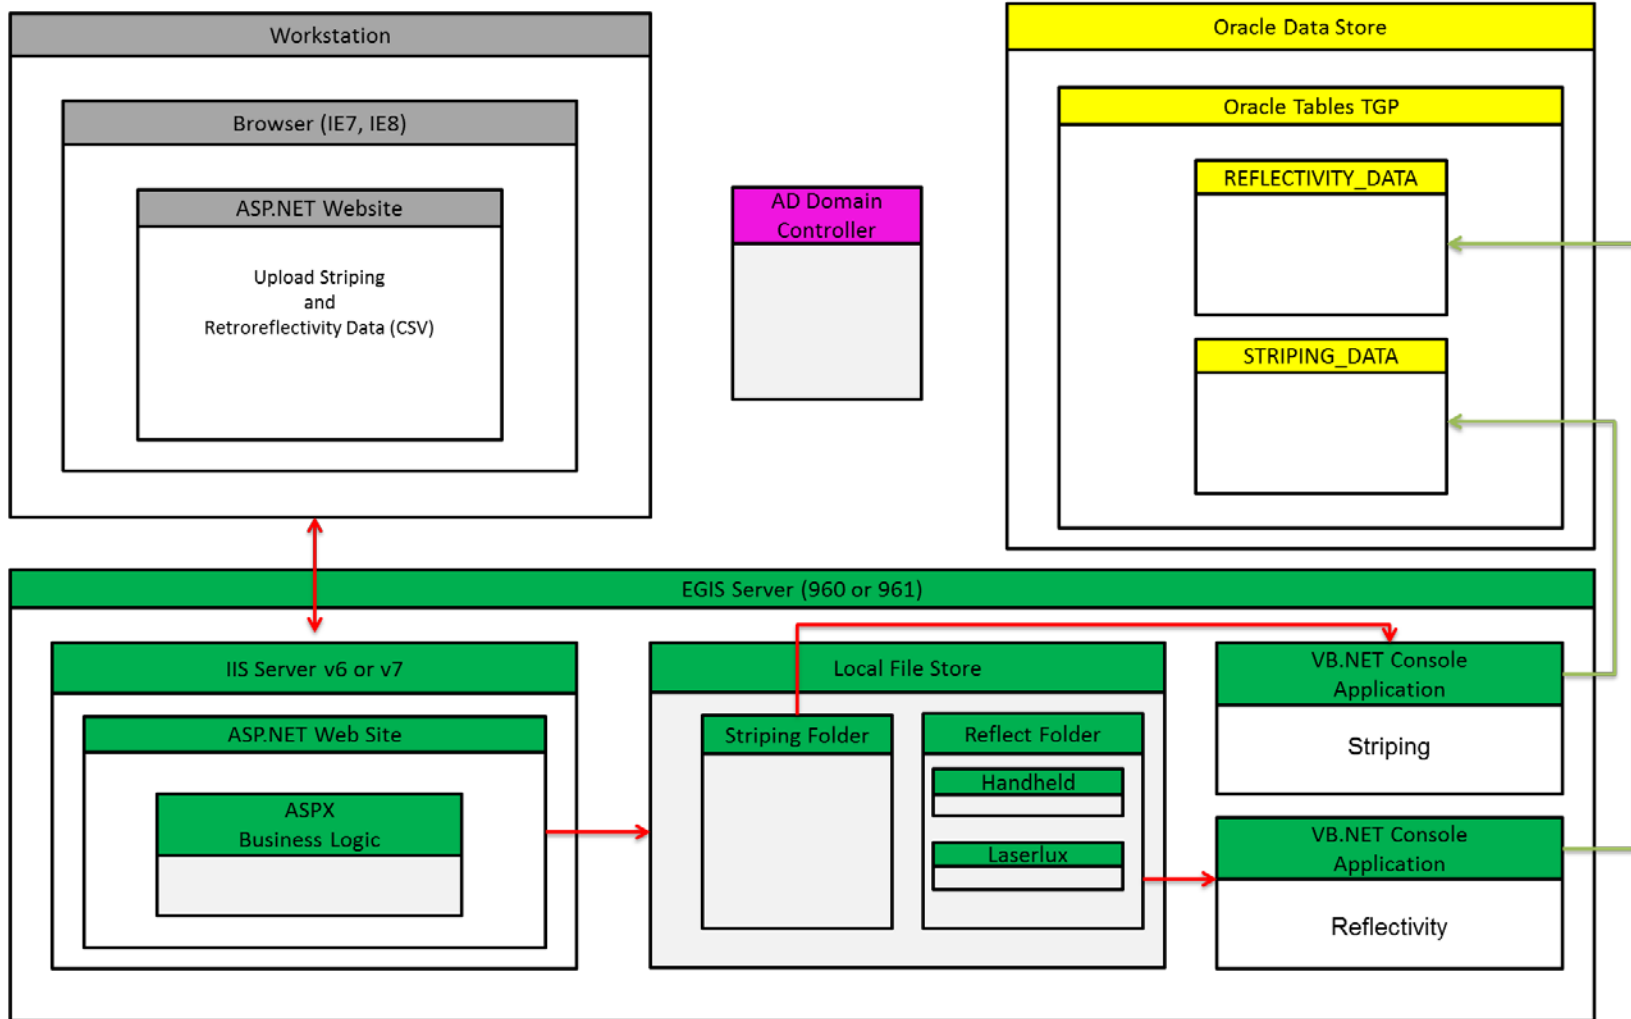 Workstation
Browser (IE7, IE8)
ASP.NET Website
Upload Striping
and
Retroreflectivity Data (CSV)
AD Domain
Controller
Oracle Data Store
Oracle Tables TGP
REFLECTIVITY_DATA
STRIPING_DATA
EGIS Server (960 or 961)
IIS Server v6 or v7
ASP.NET Web Site
ASPX
Business Logic
Local File Store
Striping Folder
Reflect Folder
Handheld
Laserlux
VB.NET Console
Application
Striping
VB.NET Console
Application
Reflectivity